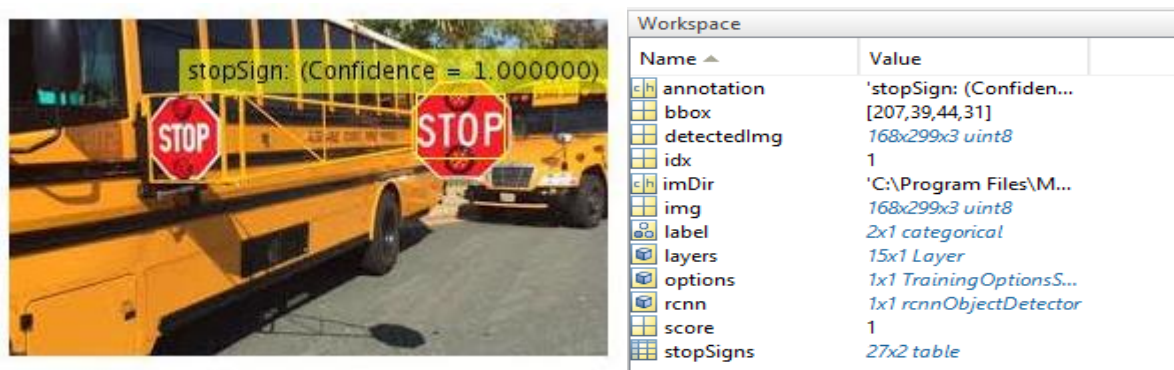 stopSign: (Confidence = 1.000000)
STOP
STOP
Workspace
Name Value
annotation 'stopSign: (Confiden...
bbox [207,39,44,31]
detectedImg 168x299x3 uint8
idx 1
imDir 'C:\Program Files\M...
img 168x299x3 uint8
label 2x1 categorical
layers 15x1 Layer
options 1x1 TrainingOptionsS...
rcnn 1x1 rcnnObjectDetector
score 1
stopSigns 27x2 table